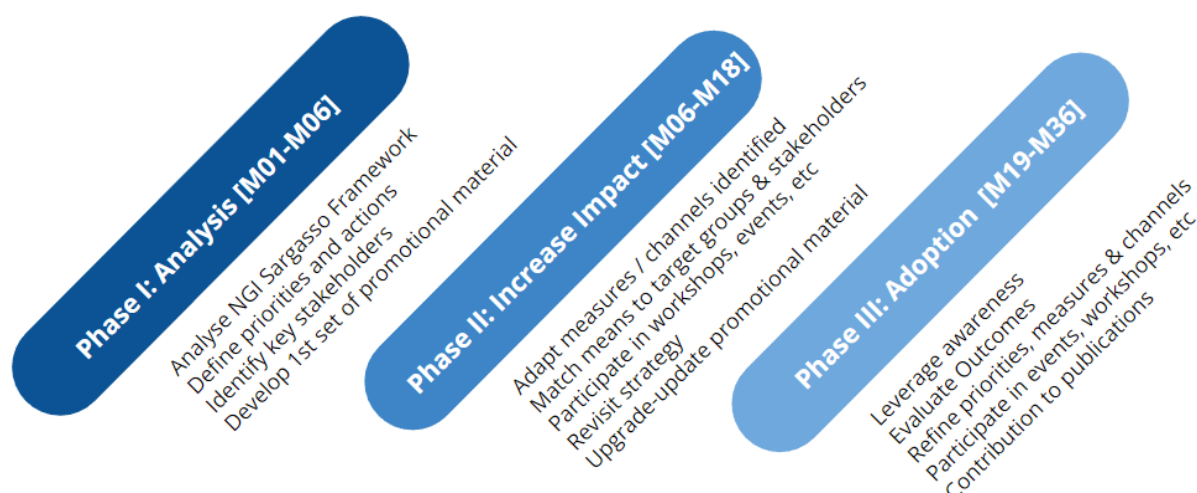 Phase I: Analysis [M01-M06]
Analyse NGI Sargasso Framework
Define priorities and actions
Identify key stakeholders
Develop 1st set of promotional material
Phase II: Increase Impact [M06-M18]
Adapt measures / channels identified
Match means to target groups & stakeholders
Participate in workshops, events, etc
Revisit strategy
Upgrade-update promotional material
Phase III: Adoption [M19-M36]
Leverage awareness
Evaluate Outcomes
Refine priorities, measures & channels
Participate in events, workshops, etc
Contribution to publications